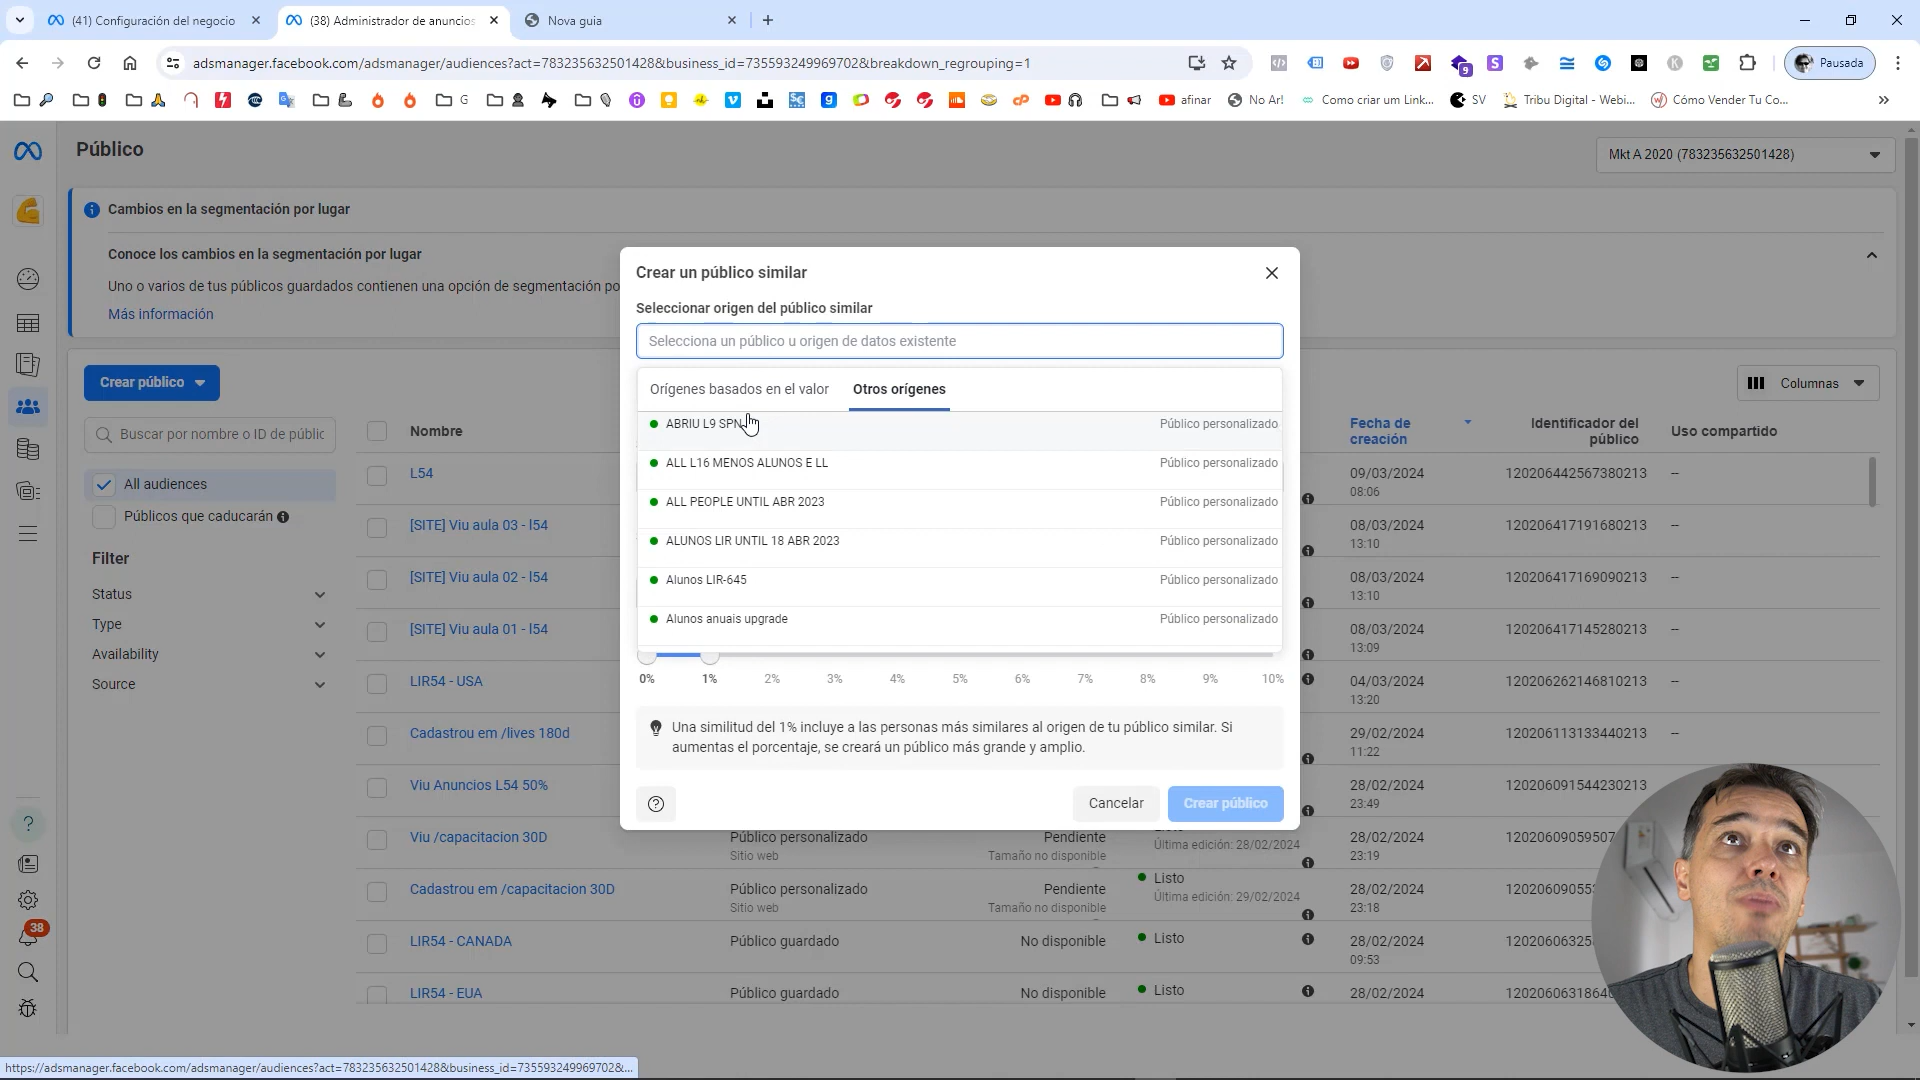 (41) Configuración del negocio
(38) Administrador de anuncios
Nova guia
adsmanager.facebook.com/adsmanager/audiences?act=783235632501428&business_id=735593249969702&breakdown_regrouping=1
9
Pausada
G
afinar
No Ar!
Como criar um Link...
SV
Tribu Digital - Webi...
Cómo Vender Tu Co...
Público
Mkt A 2020 (783235632501428)
Cambios en la segmentación por lugar
Conoce los cambios en la segmentación por lugar
Uno o varios de tus públicos guardados contienen una opción de segmentación po
Más información
Crear público
Columnas
Buscar por nombre o ID de públic
All audiences
Públicos que caducarán
Filter
Status
Type
Availability
Source
Nombre
Fecha de creación
Identificador del público
Uso compartido
L54
09/03/2024
08:06
120206442567380213
--
[SITE] Viu aula 03 - l54
08/03/2024
13:10
120206417191680213
--
[SITE] Viu aula 02 - l54
08/03/2024
13:10
120206417169090213
--
[SITE] Viu aula 01 - l54
08/03/2024
13:09
120206417145280213
--
LIR54 - USA
04/03/2024
13:20
120206262146810213
--
Cadastrou em /lives 180d
29/02/2024
11:22
120206113133440213
--
Viu Anuncios L54 50%
28/02/2024
23:49
120206091544230213
Viu /capacitacion 30D
Público personalizado
Sitio web
Pendiente
Tamaño no disponible
Última edición: 28/02/2024
28/02/2024
23:19
12020609059507
Cadastrou em /capacitacion 30D
Público personalizado
Sitio web
Pendiente
Tamaño no disponible
Listo
Última edición: 29/02/2024
28/02/2024
23:18
120206090553
LIR54 - CANADA
Público guardado
No disponible
Listo
28/02/2024
09:53
1202060632
LIR54 - EUA
Público guardado
No disponible
Listo
28/02/2024
1202060631864
38
Crear un público similar
Seleccionar origen del público similar
Selecciona un público u origen de datos existente
Orígenes basados en el valor
Otros orígenes
ABRIU L9 SPN
Público personalizado
ALL L16 MENOS ALUNOS E LL
Público personalizado
ALL PEOPLE UNTIL ABR 2023
Público personalizado
ALUNOS LIR UNTIL 18 ABR 2023
Público personalizado
Alunos LIR-645
Público personalizado
Alunos anuais upgrade
Público personalizado
0% 1% 2% 3% 4% 5% 6% 7% 8% 9% 10%
Una similitud del 1% incluye a las personas más similares al origen de tu público similar. Si
aumentas el porcentaje, se creará un público más grande y amplio.
Cancelar
Crear público
https://adsmanager.facebook.com/adsmanager/audiences?act=783235632501428&business_id=735593249969702&...